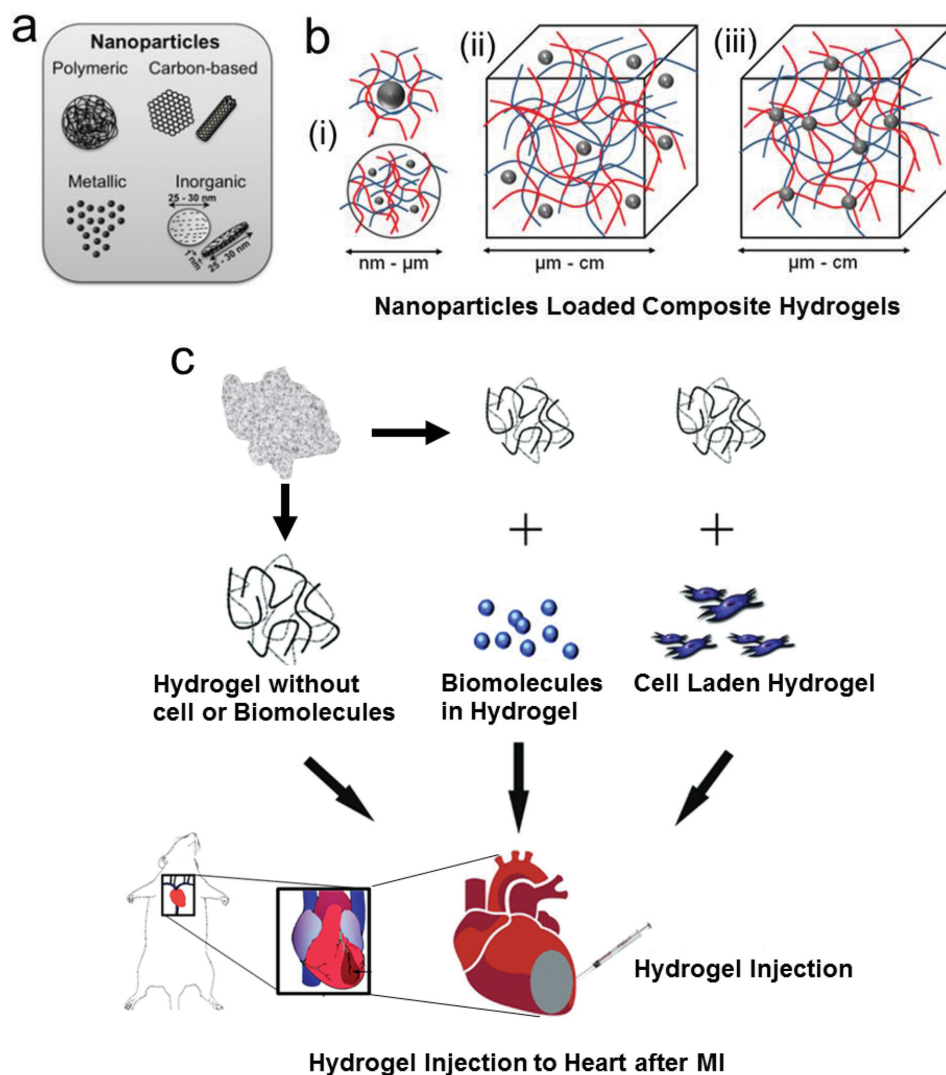 a
Nanoparticles
Polymeric Carbon-based
Metallic Inorganic
25 - 30 nm
1 nm
25 - 30 nm
b
(i)
(ii)
(iii)
nm - μm
μm - cm
μm - cm
Nanoparticles Loaded Composite Hydrogels
c
+
+
Hydrogel without
cell or Biomolecules
Biomolecules
in Hydrogel
Cell Laden Hydrogel
Hydrogel Injection
Hydrogel Injection to Heart after MI